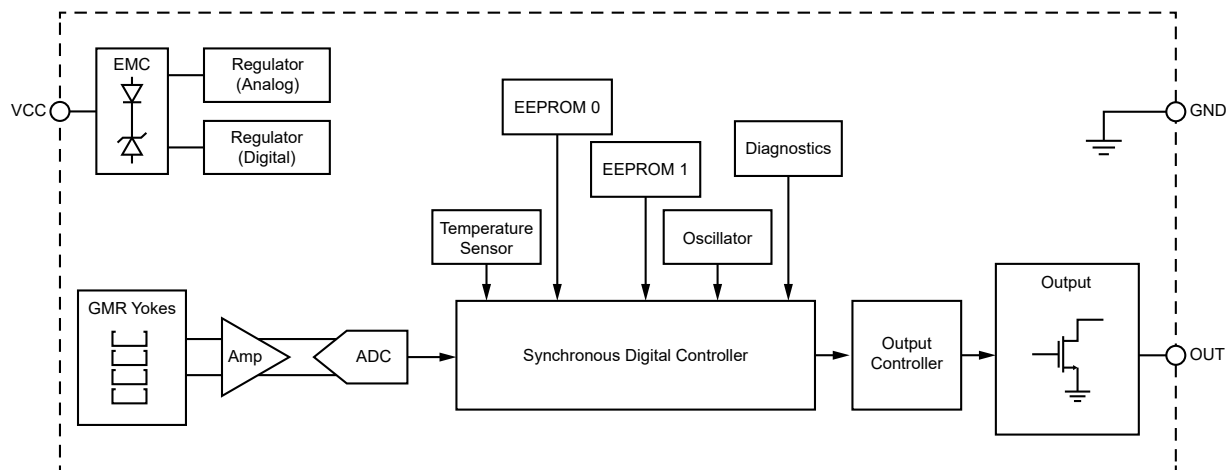 EMC
Regulator
(Analog)
VCC
Regulator
(Digital)
EEPROM 0
EEPROM 1
Diagnostics
GND
Temperature
Sensor
Oscillator
GMR Yokes
Amp
ADC
Synchronous Digital Controller
Output
Controller
Output
OUT